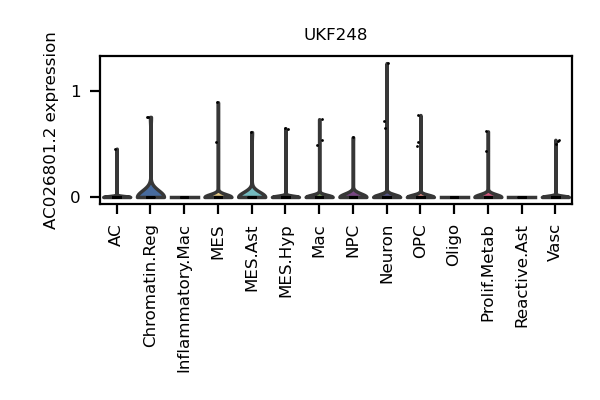 UKF248
AC026801.2 expression
1
0
AC
Chromatin.Reg
Inflammatory.Mac
MES
MES.Ast
MES.Hyp
Mac
NPC
Neuron
OPC
Oligo
Prolif.Metab
Reactive.Ast
Vasc